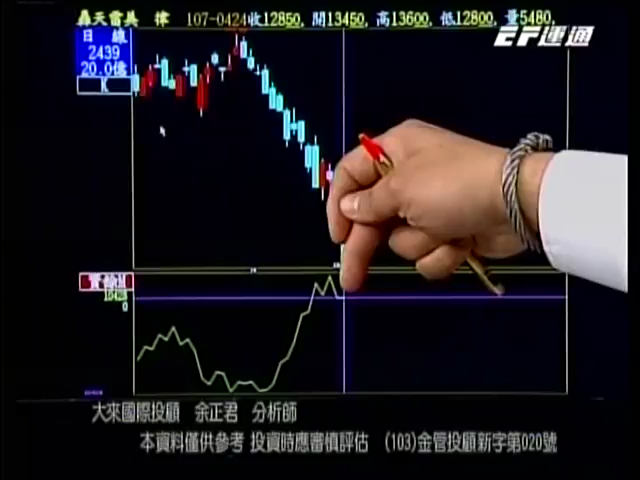 轟天雷美 律 107-0424收12850, 開13450, 高13600, 低12800, 量5480,
EF運通
日 線
2439
20.0億
K
大來國際投顧 余正君 分析師
本資料僅供參考 投資時應審慎評估 (103)金管投顧新字第020號